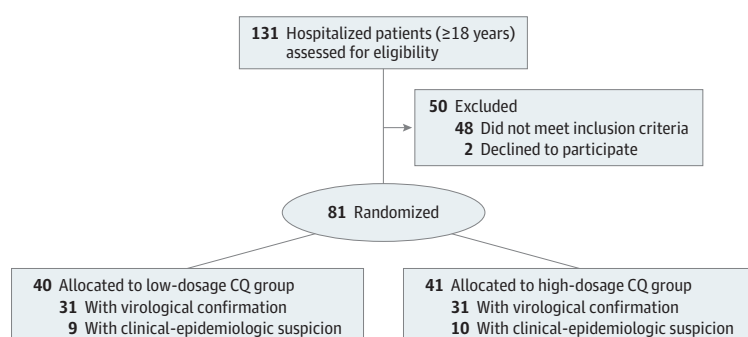 131 Hospitalized patients (≥18 years)
assessed for eligibility
50 Excluded
48 Did not meet inclusion criteria
2 Declined to participate
81 Randomized
40 Allocated to low-dosage CQ group
31 With virological confirmation
9 With clinical-epidemiologic suspicion
41 Allocated to high-dosage CQ group
31 With virological confirmation
10 With clinical-epidemiologic suspicion